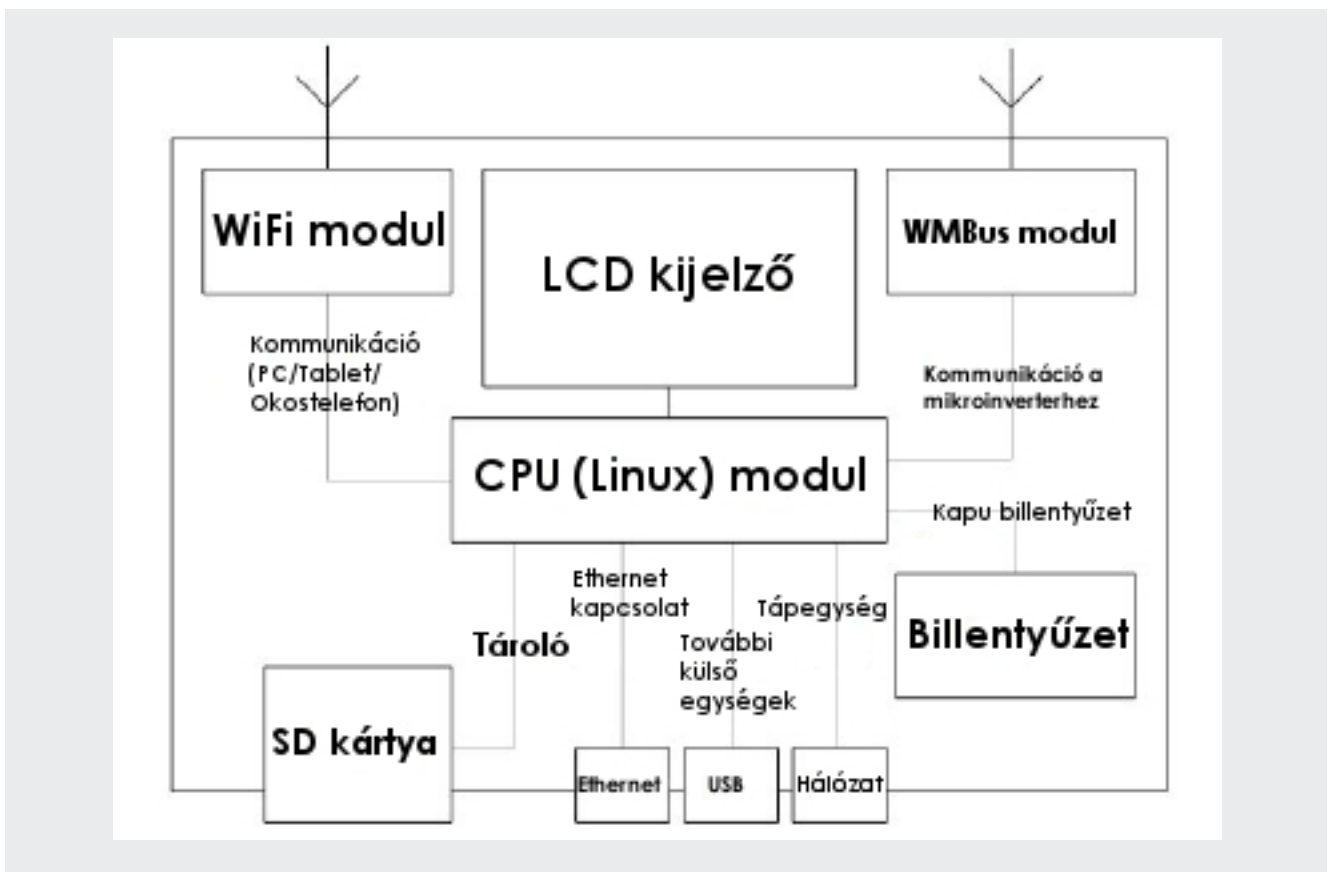 WiFi modul
LCD kijelző
WMBus modul
Kommunikáció
(PC/Tablet/
Okostelefon)
Kommunikáció a
mikroinverterhez
CPU (Linux) modul
Kapu billentyűzet
Ethernet
kapcsolat
Tápegység
Tároló
További
külső
egységek
Billentyűzet
SD kártya
Ethernet
USB
Hálózat